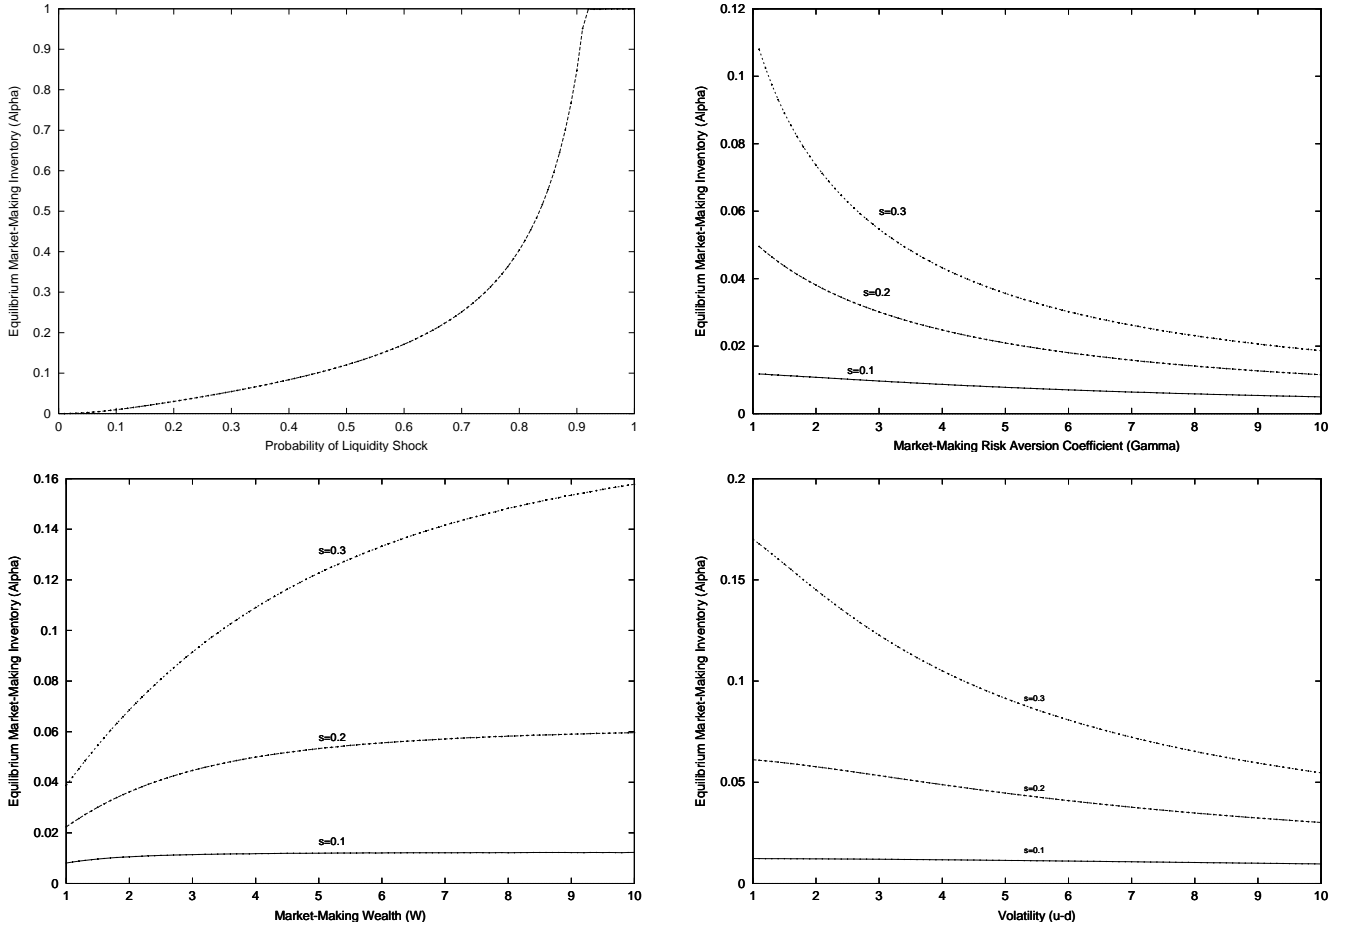 Equilibrium Market-Making Inventory (Alpha)
1
0.9
0.8
0.7
0.6
0.5
0.4
0.3
0.2
0.1
0
0 0.1 0.2 0.3 0.4 0.5 0.6 0.7 0.8 0.9 1
Probability of Liquidity Shock
Equilibrium Market-Making Inventory (Alpha)
0.12
0.1
0.08
0.06
0.04
0.02
0
s=0.3
s=0.2
s=0.1
1 2 3 4 5 6 7 8 9 10
Market-Making Risk Aversion Coefficient (Gamma)
Equilibrium Market-Making Inventory (Alpha)
0.16
0.14
0.12
0.1
0.08
0.06
0.04
0.02
0
s=0.3
s=0.2
s=0.1
1 2 3 4 5 6 7 8 9 10
Market-Making Wealth (W)
Equilibrium Market-Making Inventory (Alpha)
0.2
0.15
0.1
0.05
0
s=0.3
s=0.2
s=0.1
1 2 3 4 5 6 7 8 9 10
Volatility (u-d)